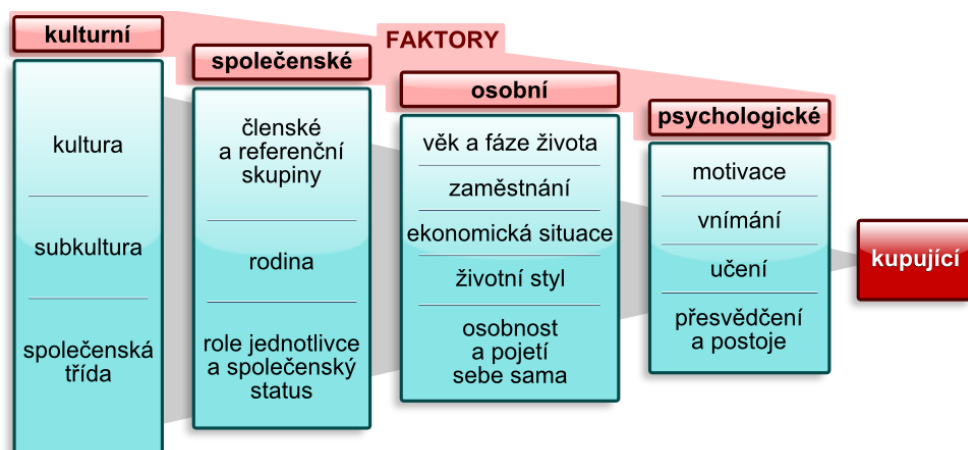 FAKTORY
kulturní
kultura
subkultura
společenská
třída
společenské
členské
a referenční
skupiny
rodina
role jednotlivce
a společenský
status
osobní
věk a fáze života
zaměstnání
ekonomická situace
životní styl
osobnost
a pojetí
sebe sama
psychologické
motivace
vnímání
učení
přesvědčení
a postoje
kupující